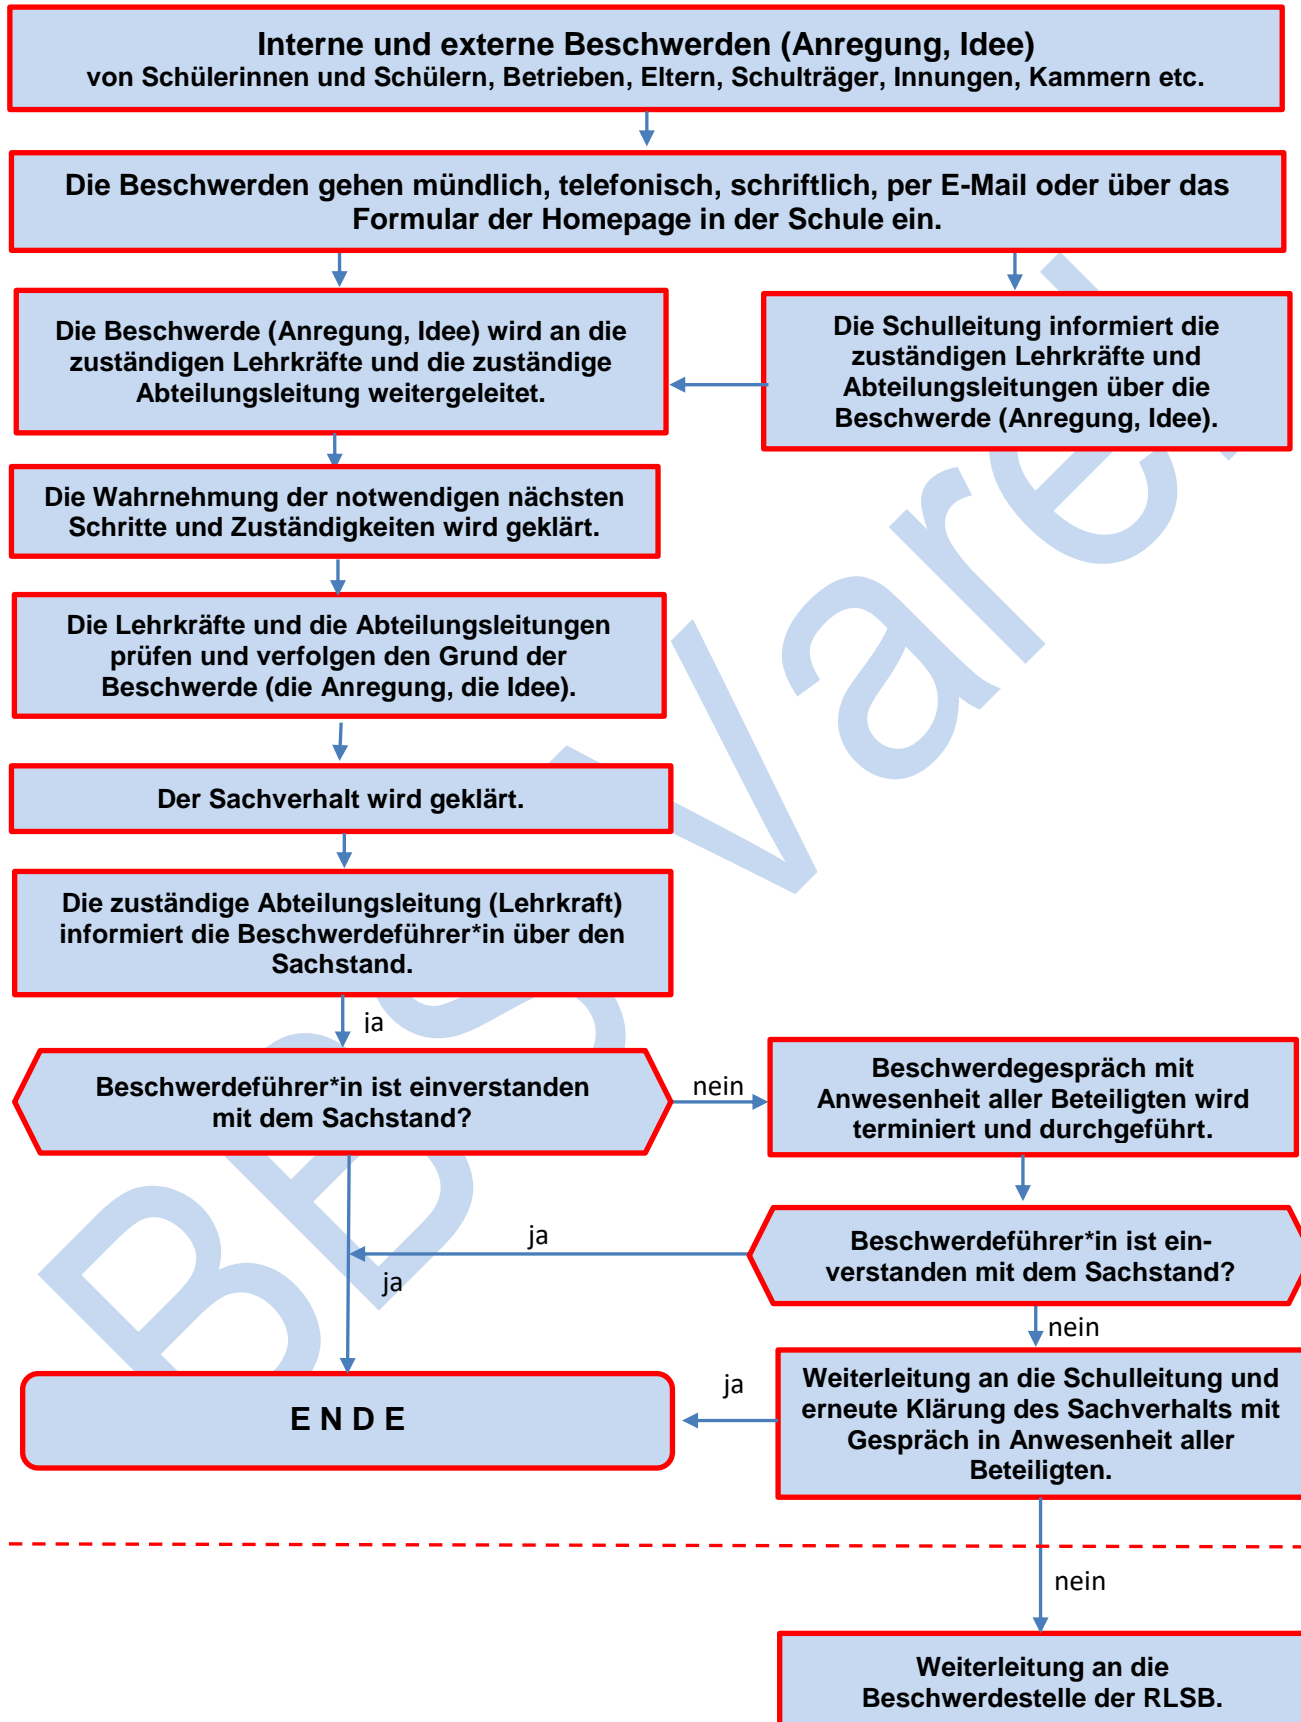 Interne und externe Beschwerden (Anregung, Idee)
von Schülerinnen und Schülern, Betrieben, Eltern, Schulträger, Innungen, Kammern etc.
Die Beschwerden gehen mündlich, telefonisch, schriftlich, per E-Mail oder über das
Formular der Homepage in der Schule ein.
Die Beschwerde (Anregung, Idee) wird an die
zuständigen Lehrkräfte und die zuständige
Abteilungsleitung weitergeleitet.
Die Schulleitung informiert die
zuständigen Lehrkräfte und
Abteilungsleitungen über die
Beschwerde (Anregung, Idee).
Die Wahrnehmung der notwendigen nächsten
Schritte und Zuständigkeiten wird geklärt.
Die Lehrkräfte und die Abteilungsleitungen
prüfen und verfolgen den Grund der
Beschwerde (die Anregung, die Idee).
Der Sachverhalt wird geklärt.
Die zuständige Abteilungsleitung (Lehrkraft)
informiert die Beschwerdeführer*in über den
Sachstand.
ja
Beschwerdeführer*in ist einverstanden
mit dem Sachstand?
nein
Beschwerdegespräch mit
Anwesenheit aller Beteiligten wird
terminiert und durchgeführt.
Beschwerdeführer*in ist ein-
verstanden mit dem Sachstand?
ja
ja
nein
Weiterleitung an die Schulleitung und
erneute Klärung des Sachverhalts mit
Gespräch in Anwesenheit aller
Beteiligten.
ja
E N D E
nein
Weiterleitung an die
Beschwerdestelle der RLSB.
BBS Varel